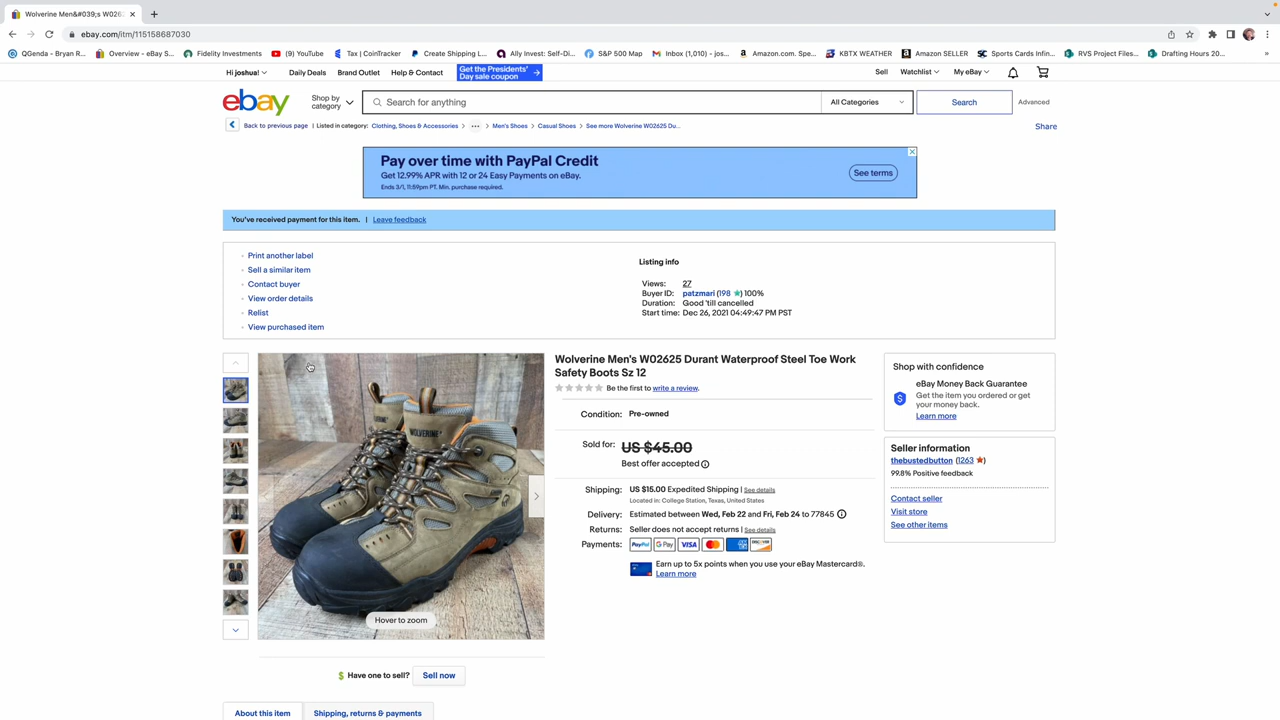 Wolverine Men&#039;s W026
ebay.com/itm/115158687030
QGenda - Bryan R...
Overview - eBay S...
Fidelity Investments
(9) YouTube
Tax | CoinTracker
Create Shipping L...
Ally Invest: Self-Di...
S&P 500 Map
Inbox (1,010) - jos...
Amazon.com. Spe...
KBTX WEATHER
Amazon SELLER
Sports Cards Infin...
RVS Project Files...
Drafting Hours 20...
Hi joshua!
Daily Deals
Brand Outlet
Help & Contact
Get the Presidents'
Day sale coupon
Sell
Watchlist
My eBay
ebay
Shop by
category
Search for anything
All Categories
Search
Advanced
Back to previous page | Listed in category: Clothing, Shoes & Accessories > ... > Men's Shoes > Casual Shoes > See more Wolverine W02625 Du...
Share
Pay over time with PayPal Credit
Get 12.99% APR with 12 or 24 Easy Payments on eBay.
Ends 3/1, 11:59pm PT. Min. purchase required.
See terms
You've received payment for this item. | Leave feedback
Print another label
Sell a similar item
Contact buyer
View order details
Relist
View purchased item
Listing info
Views: 27
Buyer ID: patzmari (198 ) 100%
Duration: Good 'till cancelled
Start time: Dec 26, 2021 04:49:47 PM PST
WOLVERINE
Hover to zoom
Have one to sell? Sell now
Wolverine Men's W02625 Durant Waterproof Steel Toe Work
Safety Boots Sz 12
Be the first to write a review.
Condition: Pre-owned
Sold for: US $45.00
Best offer accepted
Shipping: US $15.00 Expedited Shipping | See details
Located in: College Station, Texas, United States
Delivery: Estimated between Wed, Feb 22 and Fri, Feb 24 to 77845
Returns: Seller does not accept returns | See details
Payments: PayPal G Pay VISA DISCOVER
Earn up to 5x points when you use your eBay Mastercard®.
Learn more
Shop with confidence
eBay Money Back Guarantee
Get the item you ordered or get
your money back.
Learn more
Seller information
thebustedbutton (1263 )
99.8% Positive feedback
Contact seller
Visit store
See other items
About this item
Shipping, returns & payments